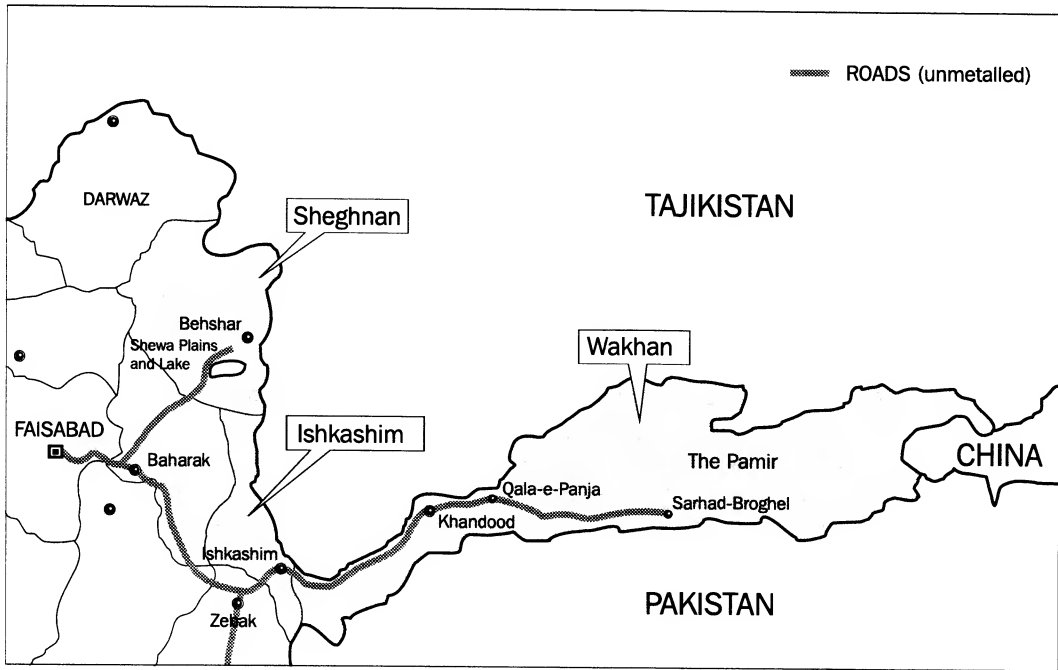 ROADS (unmetalled)
DARWAZ
TAJIKISTAN
Sheghnan
Behshar
Shewa Plains
and Lake
Wakhan
FAISABAD
Ishkashim
Baharak
The Pamir
CHINA
Qala-e-Panja
Sarhad-Broghel
Khandood
Ishkashim
Zebak
PAKISTAN